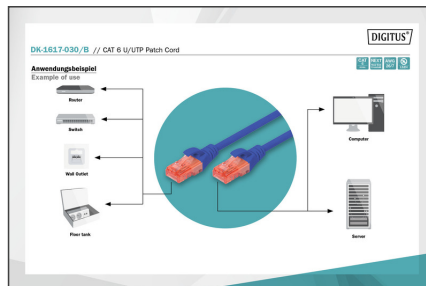 DIGITUS®
DK-1617-030/B // CAT 6 U/UTP Patch Cord
Anwendungsbeispiel
Example of use
Router
Switch
Wall Outlet
Floor tank
Computer
Server